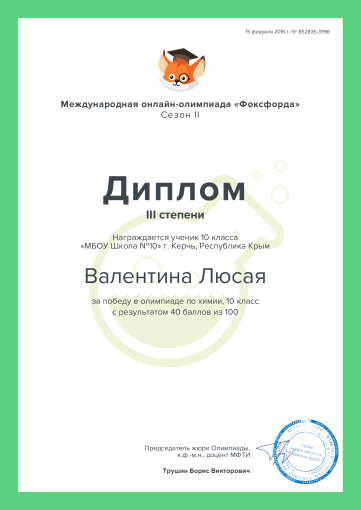 15 февраля 2016 г. № 852835-3996
Международная онлайн-олимпиада «Фоксфорда»
Сезон II
Диплом
III степени
Награждается ученик 10 класса
«МБОУ Школа №10» г. Керчь, Республика Крым
Валентина Люсая
за победу в олимпиаде по химии, 10 класс
с результатом 40 баллов из 100
Председатель жюри Олимпиады,
к.ф.-м.н., доцент МФТИ
Трушин Борис Викторович